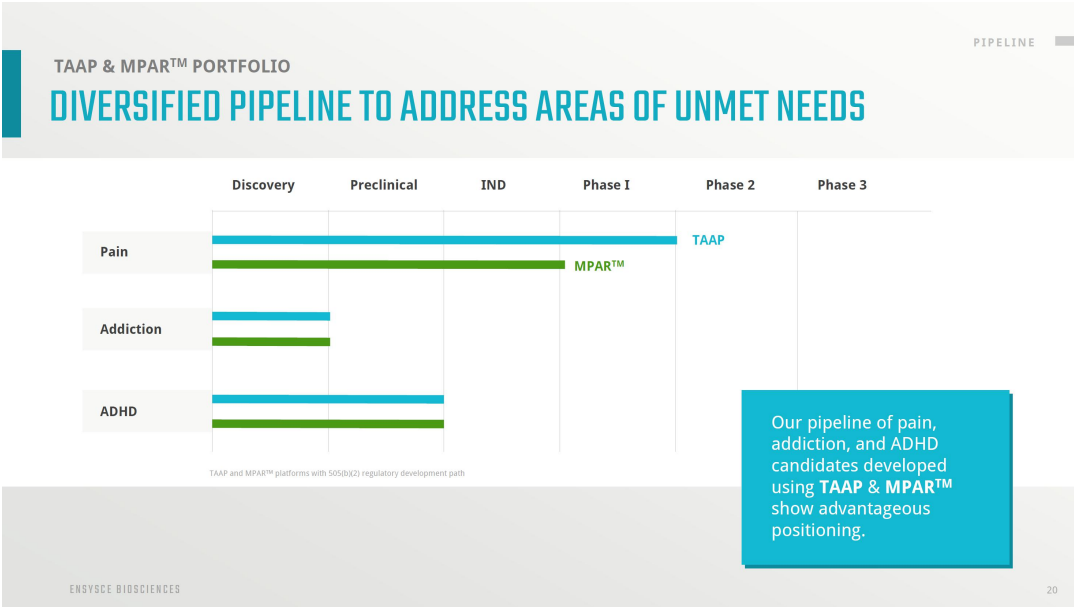 PIPELINE
TAAP & MPAR™ PORTFOLIO
DIVERSIFIED PIPELINE TO ADDRESS AREAS OF UNMET NEEDS
Discovery Preclinical IND Phase I Phase 2 Phase 3
Pain
TAAP
MPAR™
Addiction
ADHD
TAAP and MPAR™ platforms with 505(b)(2) regulatory development path
Our pipeline of pain,
addiction, and ADHD
candidates developed
using TAAP & MPAR™
show advantageous
positioning.
ENSYSCE BIOSCIENCES
20